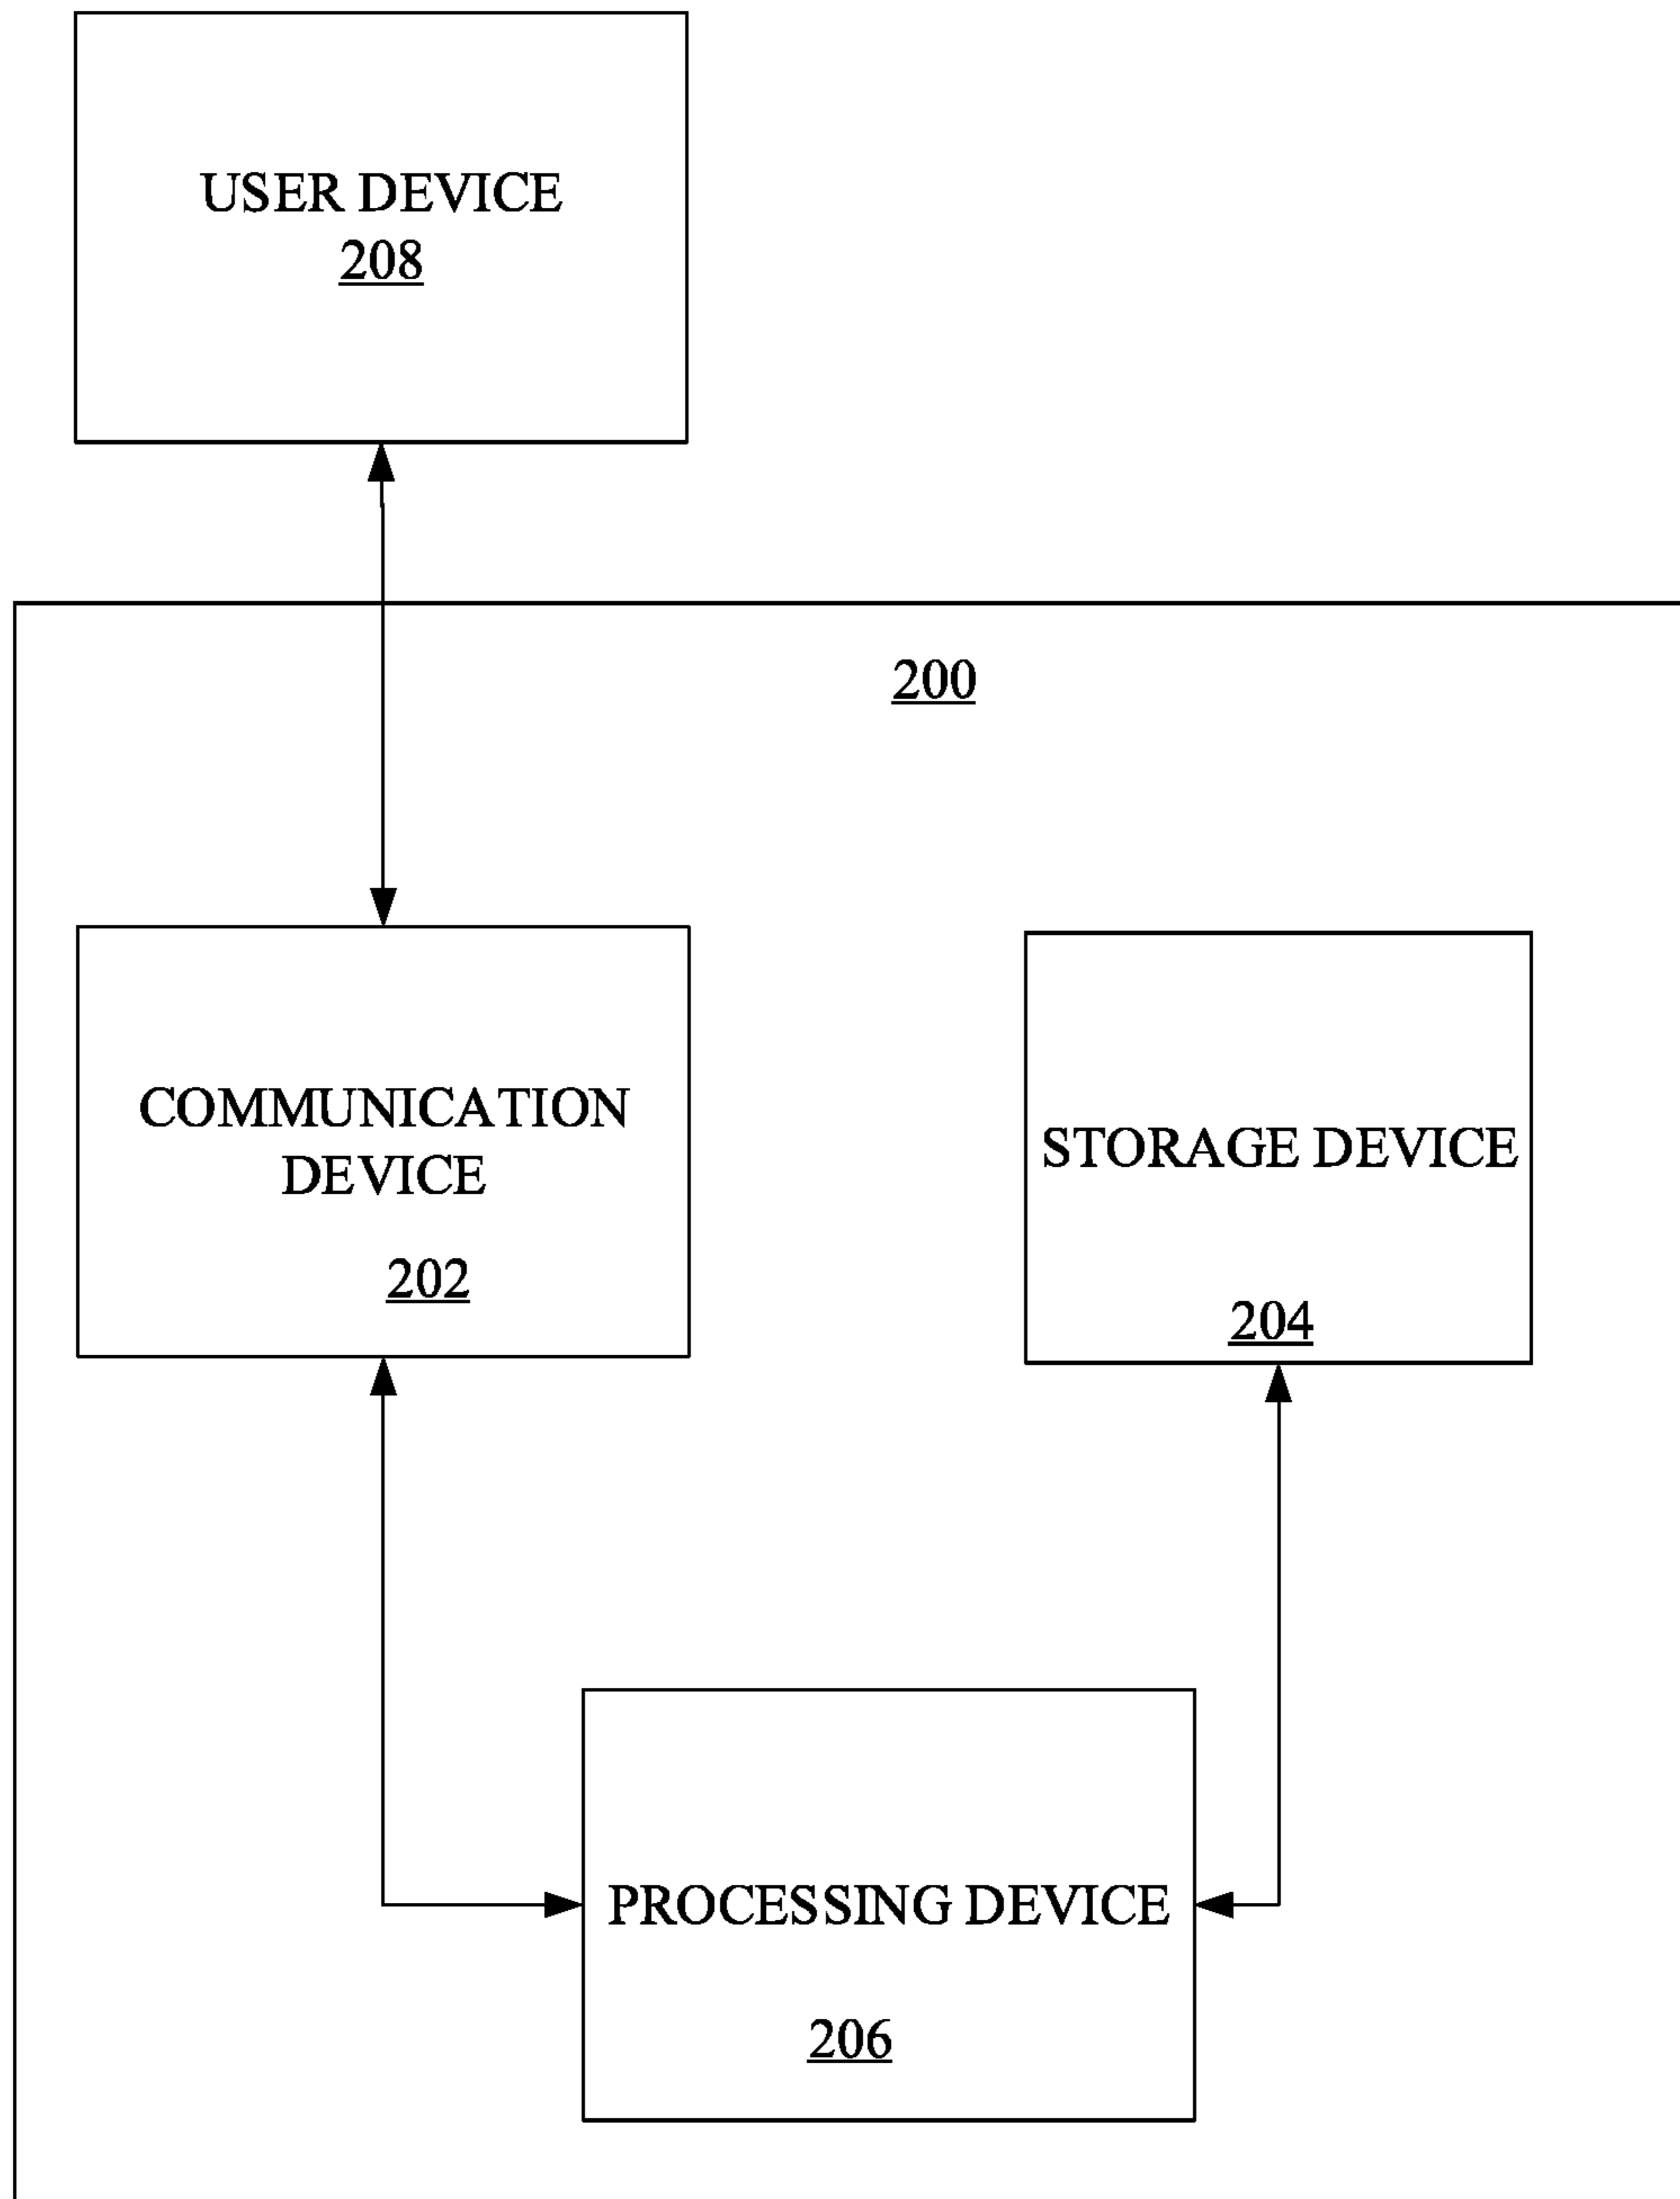 USER DEVICE
208
200
COMMUNICATION
DEVICE
202
STORAGE DEVICE
204
PROCESSING DEVICE
206